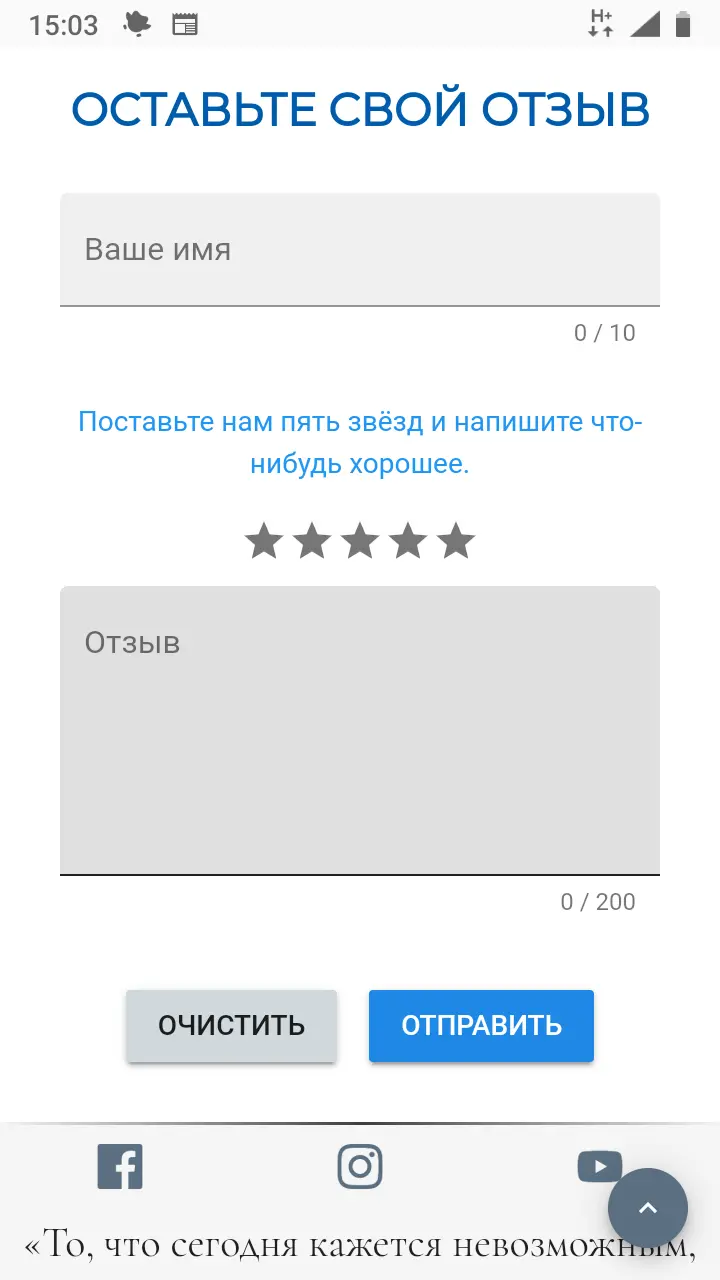 15:03
H+
ОСТАВЬТЕ СВОЙ ОТЗЫВ
Ваше имя
0 / 10
Поставьте нам пять звёзд и напишите что-
нибудь хорошее.
Отзыв
0 / 200
ОЧИСТИТЬ ОТПРАВИТЬ
«То, что сегодня кажется невозможным,